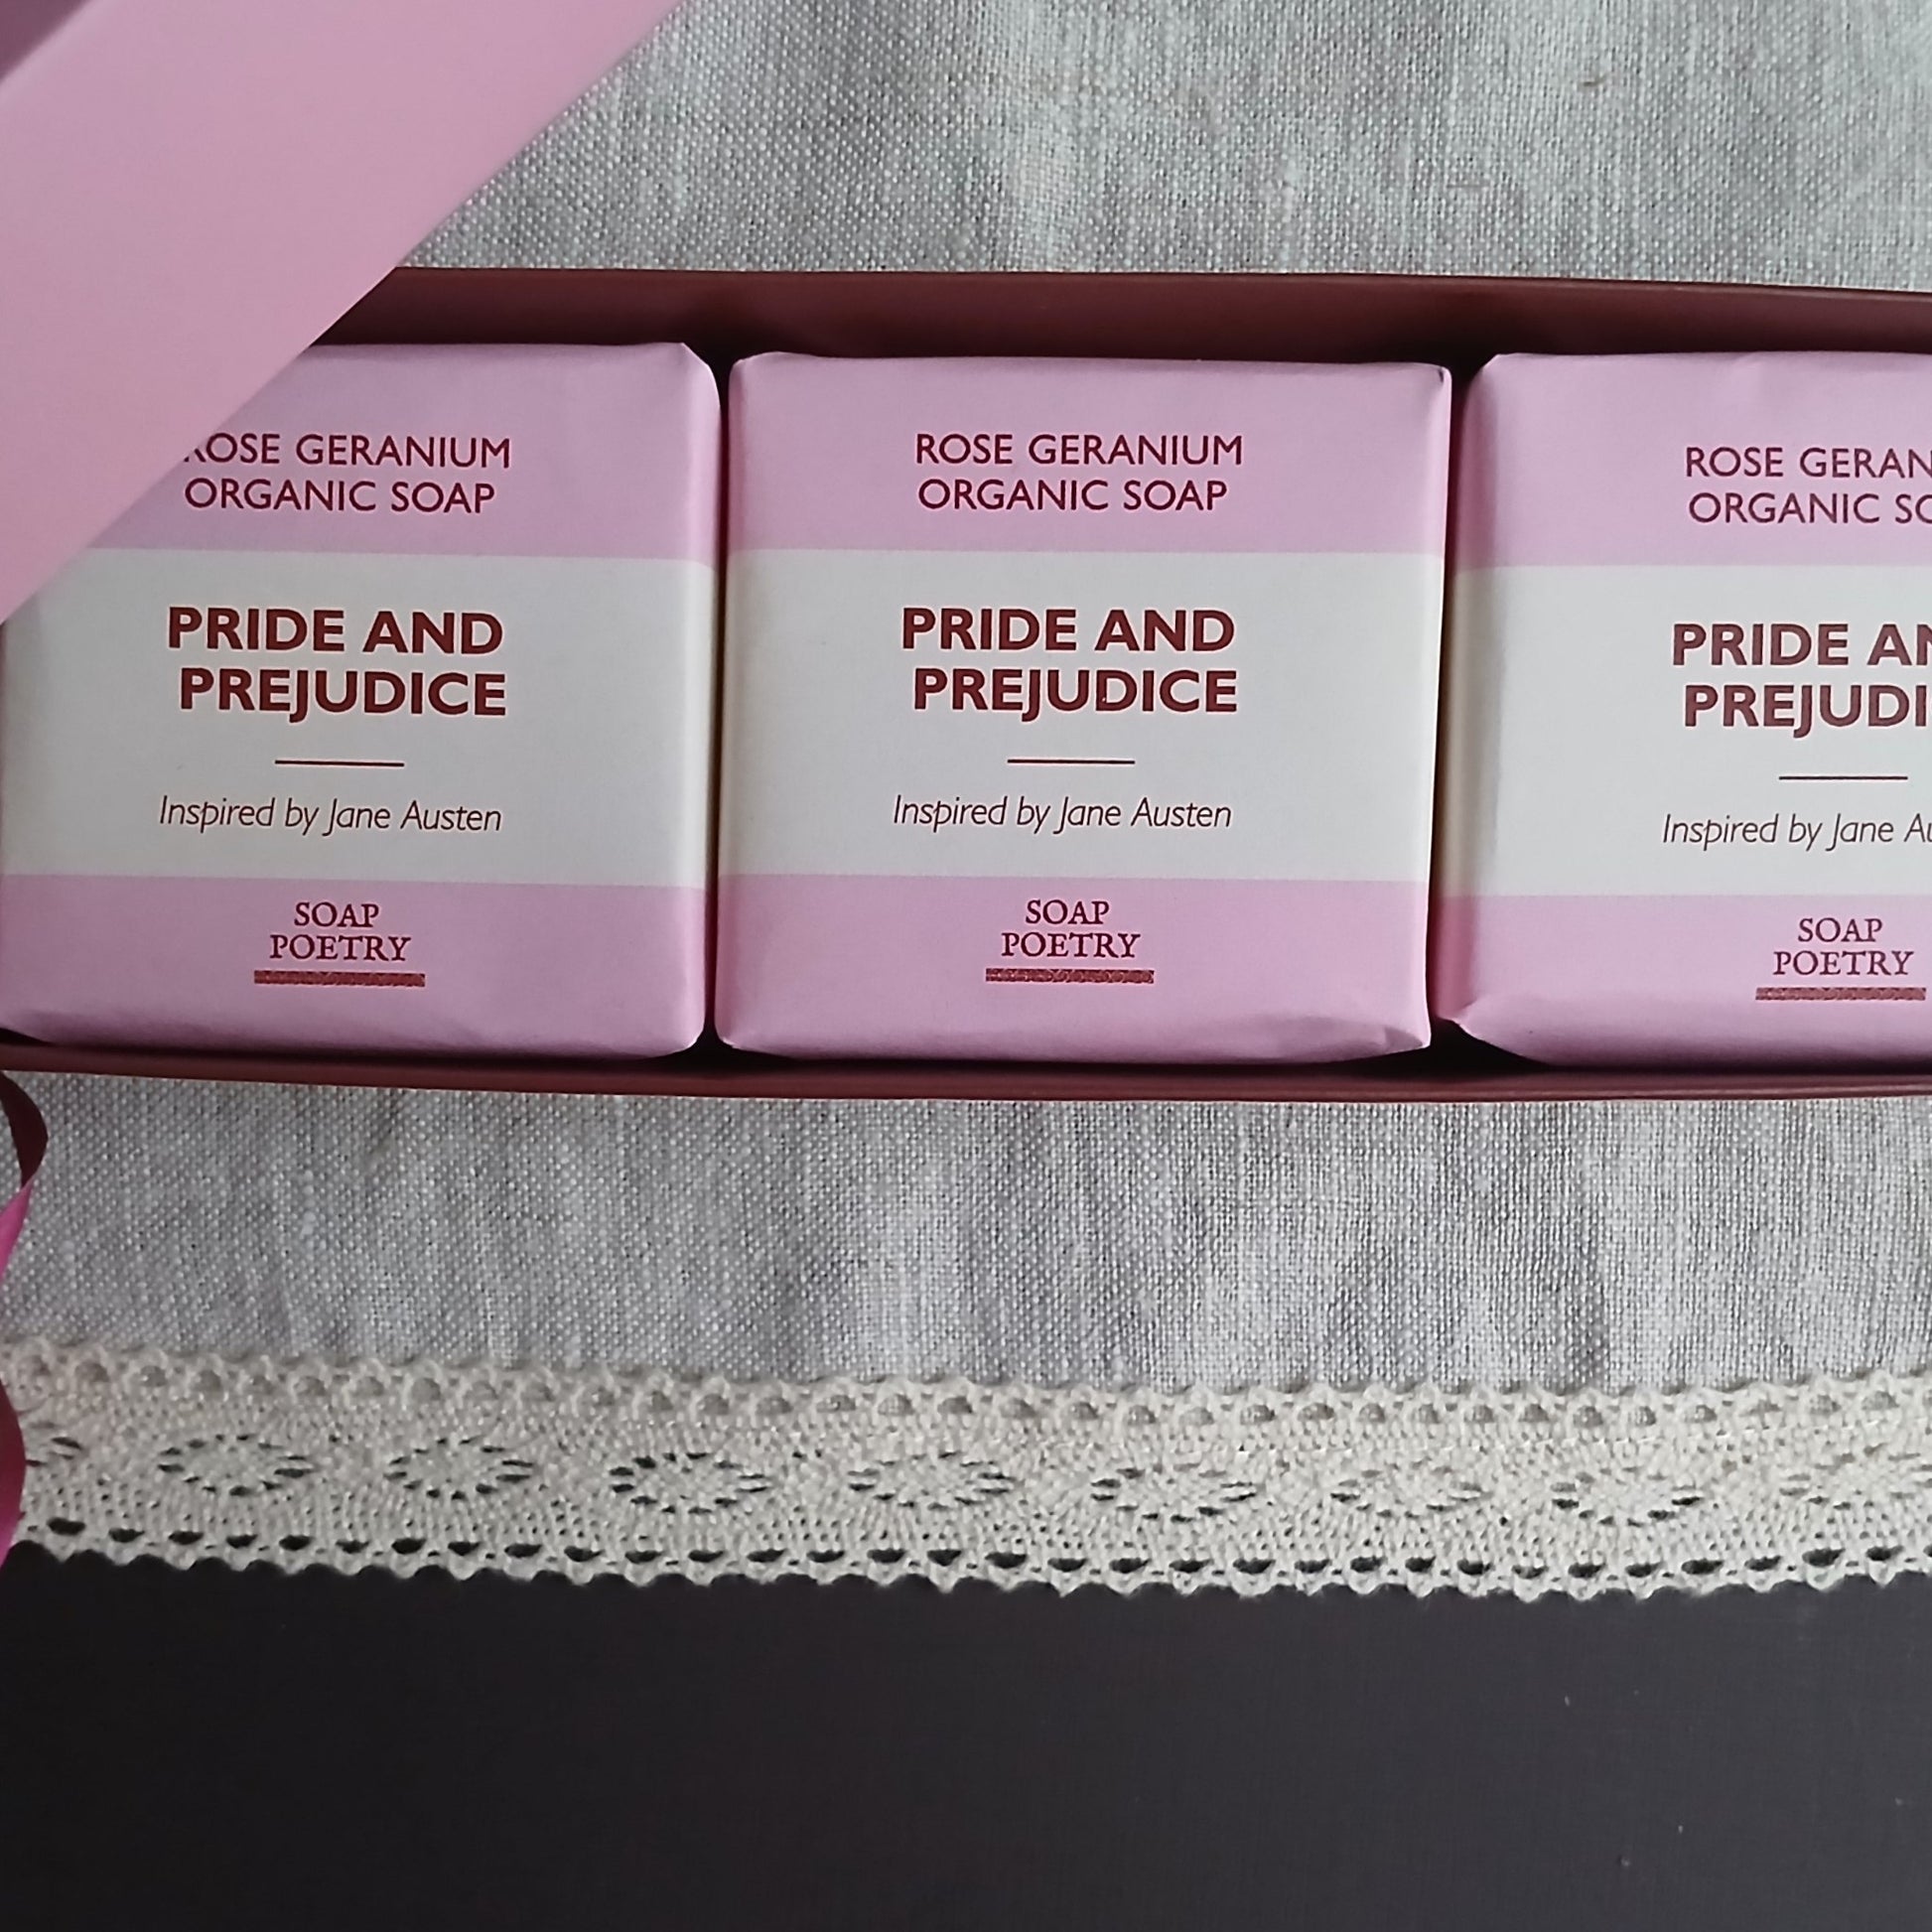 ROSE GERANIUM
ORGANIC SOAP
PRIDE AND
PREJUDICE
Inspired by Jane Austen
SOAP
POETRY
ROSE GERANIUM
ORGANIC SOAP
PRIDE AND
PREJUDICE
Inspired by Jane Austen
SOAP
POETRY
ROSE GERAN
ORGANIC SO
PRIDE AN
PREJUDI
Inspired by Jane Au
SOAP
POETRY